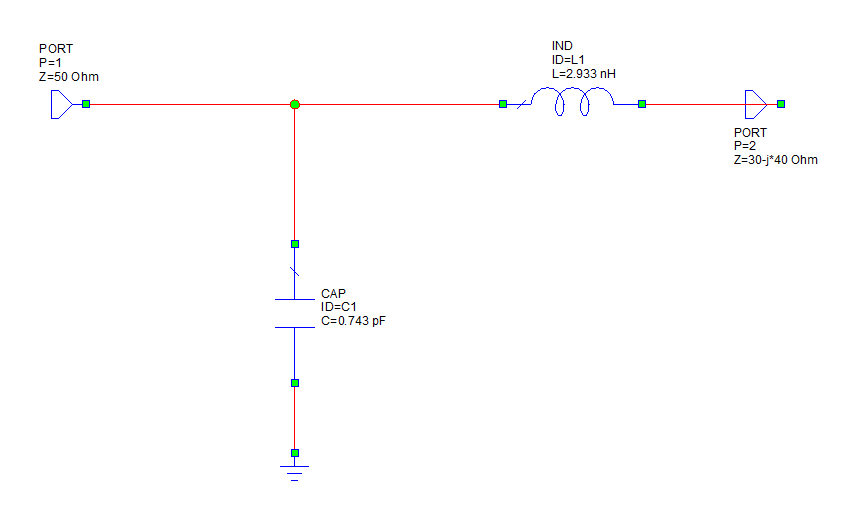 PORT
P=1
Z=50 Ohm
IND
ID=L1
L=2.933 nH
PORT
P=2
Z=30-j*40 Ohm
CAP
ID=C1
C=0.743 pF